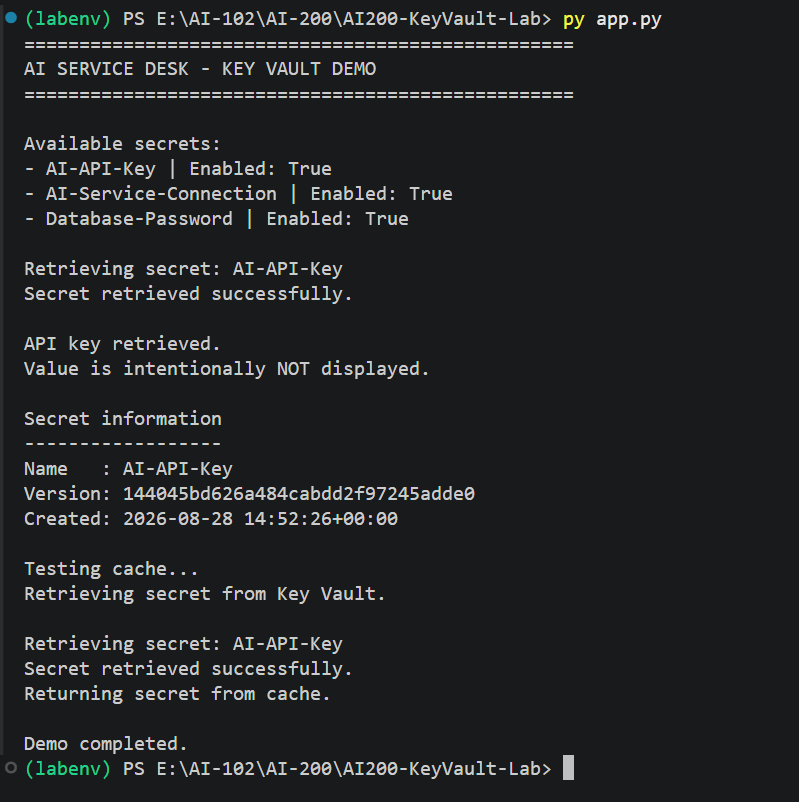 (labenv) PS E:\AI-102\AI-200\AI200-KeyVault-Lab> py app.py
==================================================
AI SERVICE DESK - KEY VAULT DEMO
==================================================
Available secrets:
- AI-API-Key | Enabled: True
- AI-Service-Connection | Enabled: True
- Database-Password | Enabled: True
Retrieving secret: AI-API-Key
Secret retrieved successfully.
API key retrieved.
Value is intentionally NOT displayed.
Secret information
------------------
Name   : AI-API-Key
Version: 144045bd626a484cabdd2f97245adde0
Created: 2026-08-28 14:52:26+00:00
Testing cache...
Retrieving secret from Key Vault.
Retrieving secret: AI-API-Key
Secret retrieved successfully.
Returning secret from cache.
Demo completed.
(labenv) PS E:\AI-102\AI-200\AI200-KeyVault-Lab>